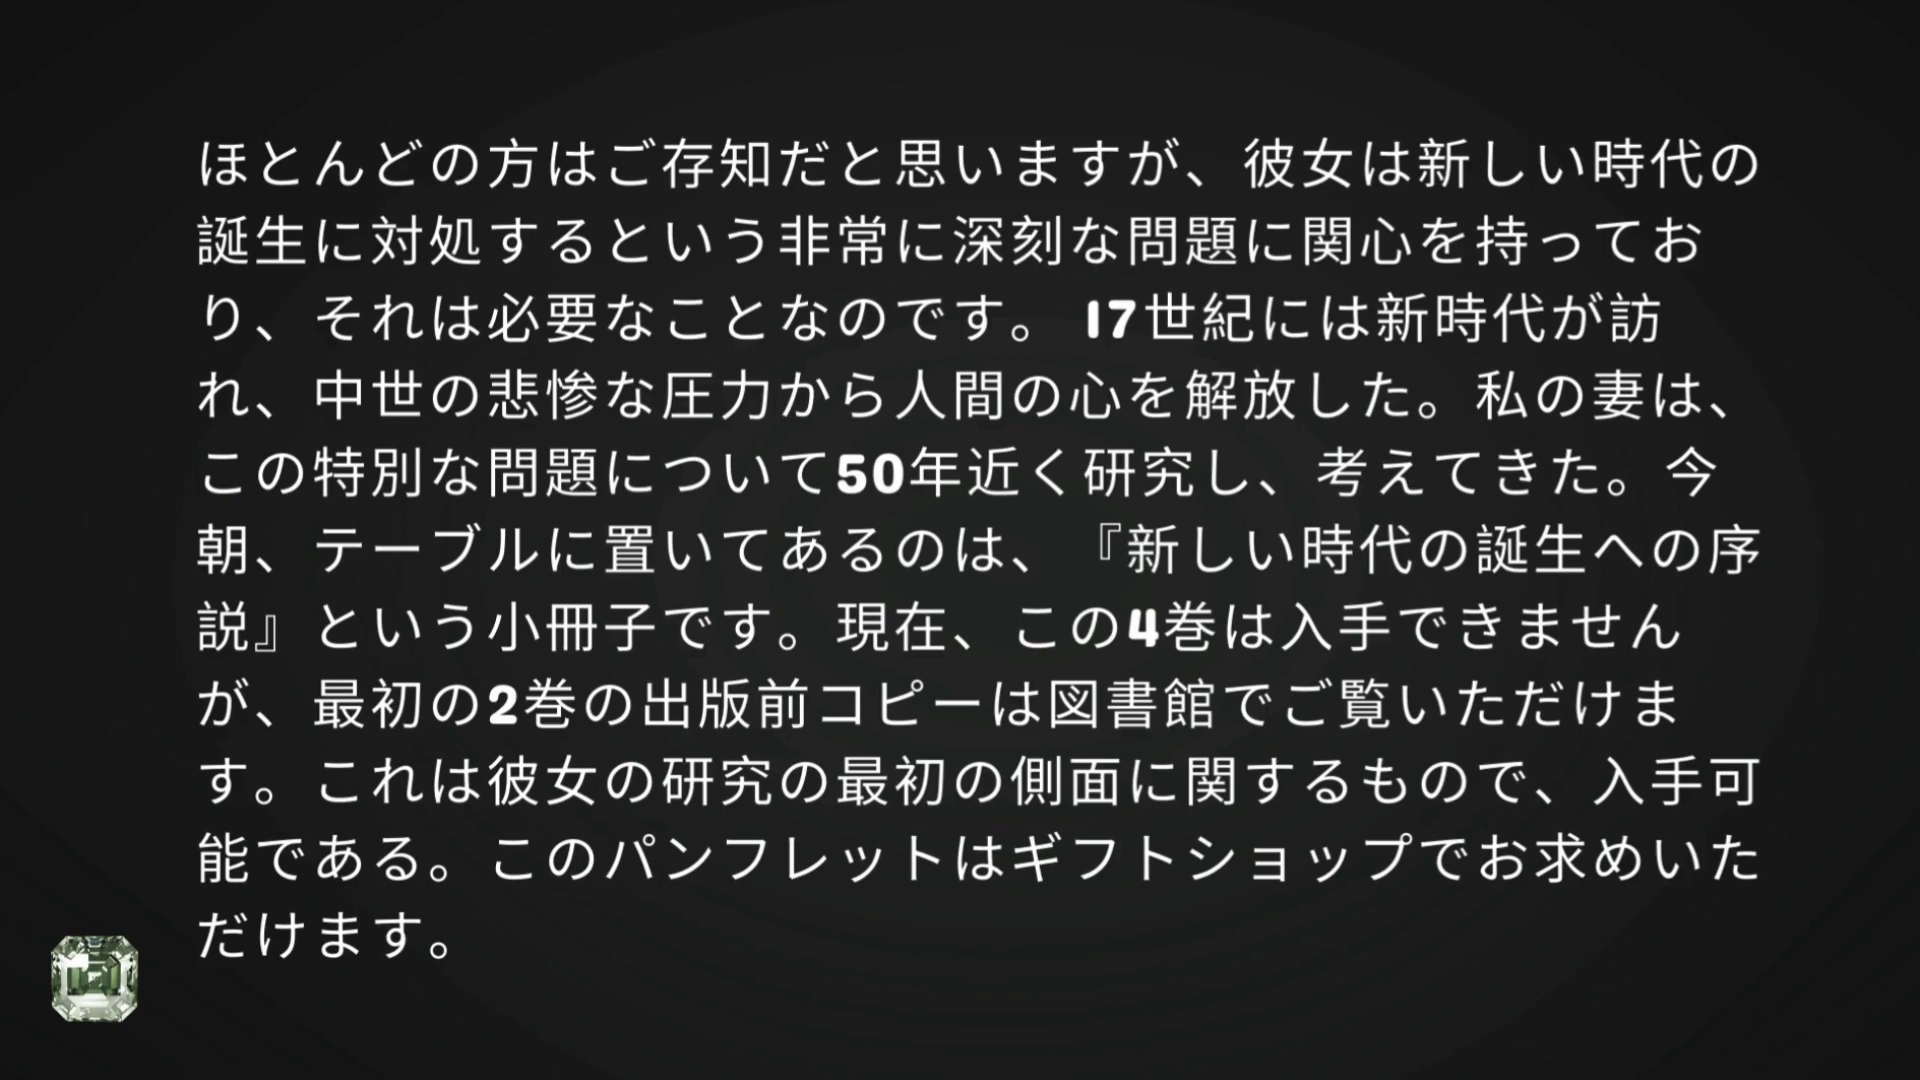 ほとんどの方はご存知だと思いますが、彼女は新しい時代の
誕生に対処するという非常に深刻な問題に関心を持ってお
り、それは必要なことなのです。 17世紀には新時代が訪
れ、中世の悲惨な圧力から人間の心を解放した。私の妻は、
この特別な問題について50年近く研究し、考えてきた。今
朝、テーブルに置いてあるのは、『新しい時代の誕生への序
説』という小冊子です。現在、この4巻は入手できません
が、最初の2巻の出版前コピーは図書館でご覧いただけま
す。これは彼女の研究の最初の側面に関するもので、入手可
能である。このパンフレットはギフトショップでお求めいた
だけます。